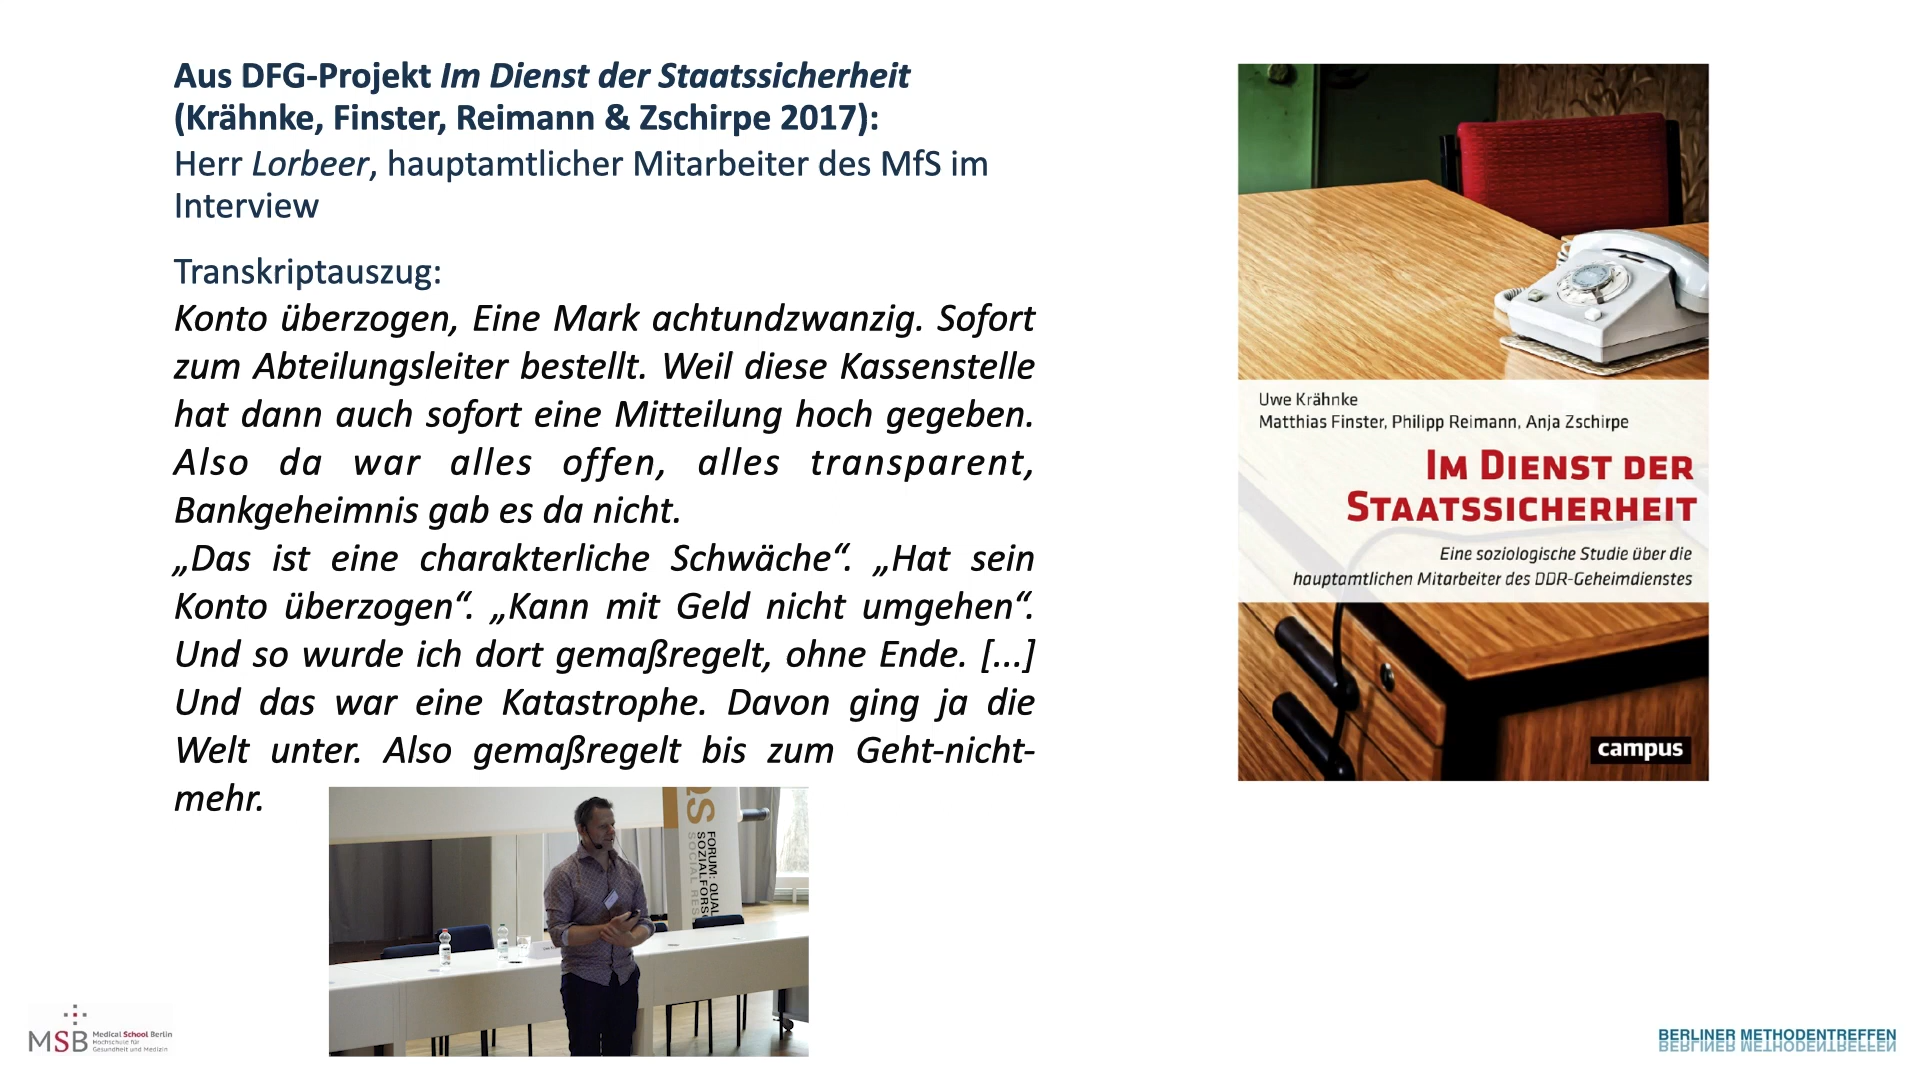 Aus DFG-Projekt Im Dienst der Staatssicherheit
(Krähnke, Finster, Reimann & Zschirpe 2017):
Herr Lorbeer, hauptamtlicher Mitarbeiter des MfS im
Interview
Transkriptauszug:
Konto überzogen, Eine Mark achtundzwanzig. Sofort
zum Abteilungsleiter bestellt. Weil diese Kassenstelle
hat dann auch sofort eine Mitteilung hoch gegeben.
Also da war alles offen, alles transparent,
Bankgeheimnis gab es da nicht.
„Das ist eine charakterliche Schwäche“. „Hat sein
Konto überzogen“. „Kann mit Geld nicht umgehen“.
Und so wurde ich dort gemaßregelt, ohne Ende. [...]
Und das war eine Katastrophe. Davon ging ja die
Welt unter. Also gemaßregelt bis zum Geht-nicht-
mehr.
Uwe Krähnke
Matthias Finster, Philipp Reimann, Anja Zschirpe
IM DIENST DER
STAATSSICHERHEIT
Eine soziologische Studie über die
hauptamtlichen Mitarbeiter des DDR-Geheimdienstes
campus
QS
FORUM: QUAL
SOZIALFORS
SOCIAL RES
MSB Medical School Berlin
Hochschule für
Gesundheit und Medizin
BERLINER METHODENTREFFEN